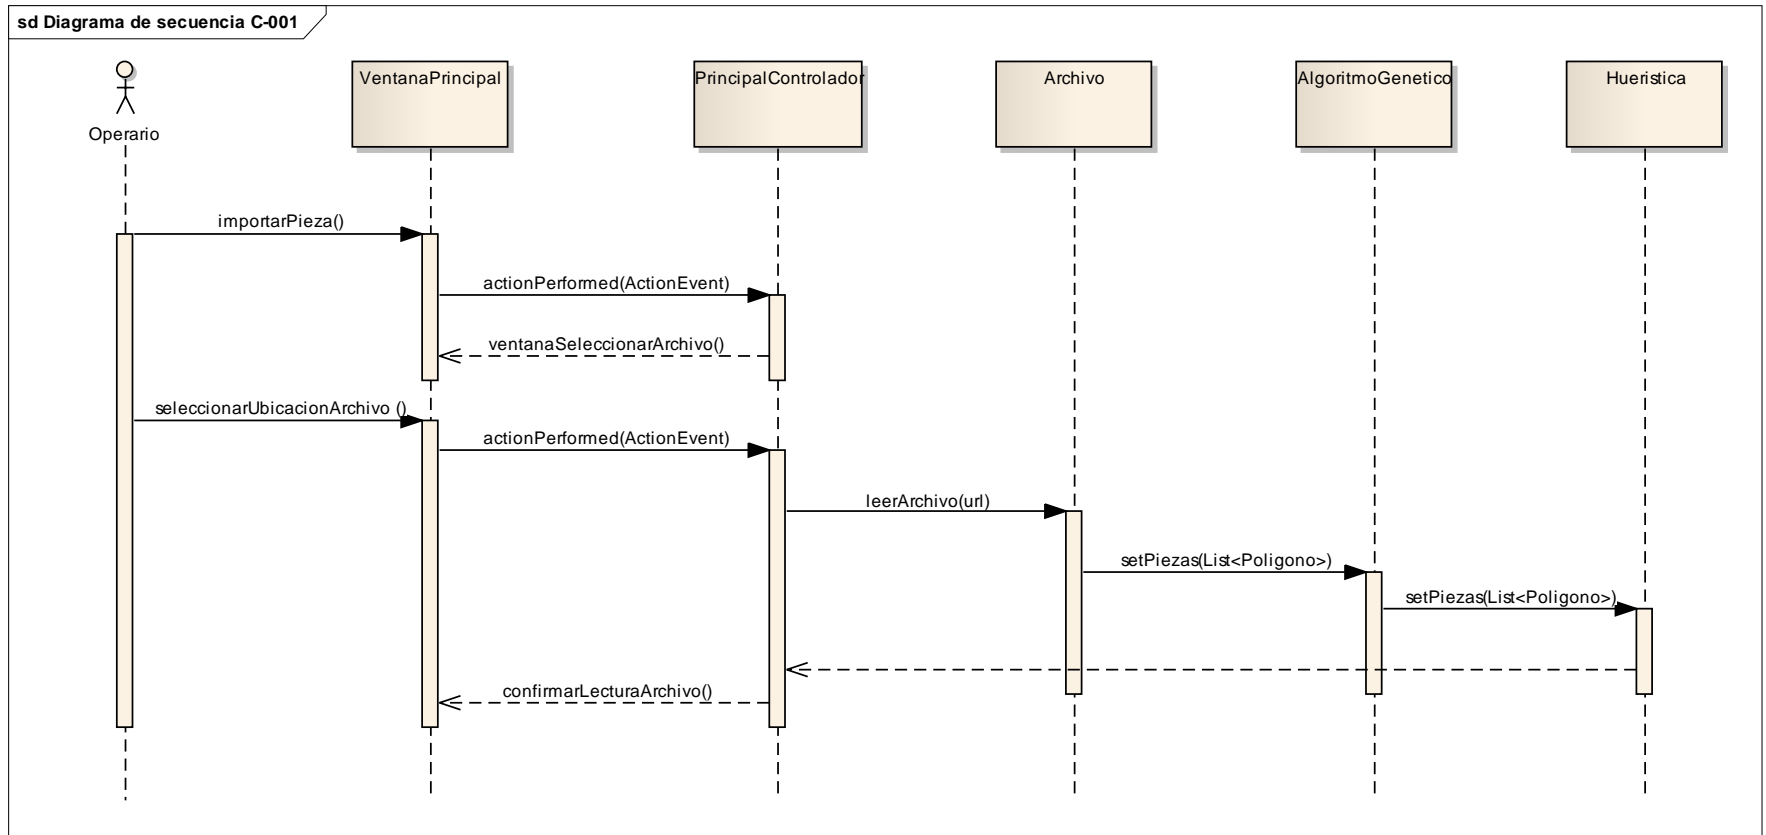 sd Diagrama de secuencia C-001
Operario
VentanaPrincipal
PrincipalControlador
Archivo
AlgoritmoGenetico
Hueristica
importarPieza()
actionPerformed(ActionEvent)
ventanaSeleccionarArchivo()
seleccionarUbicacionArchivo ()
actionPerformed(ActionEvent)
leerArchivo(url)
setPiezas(List<Poligono>)
setPiezas(List<Poligono>)
confirmarLecturaArchivo()